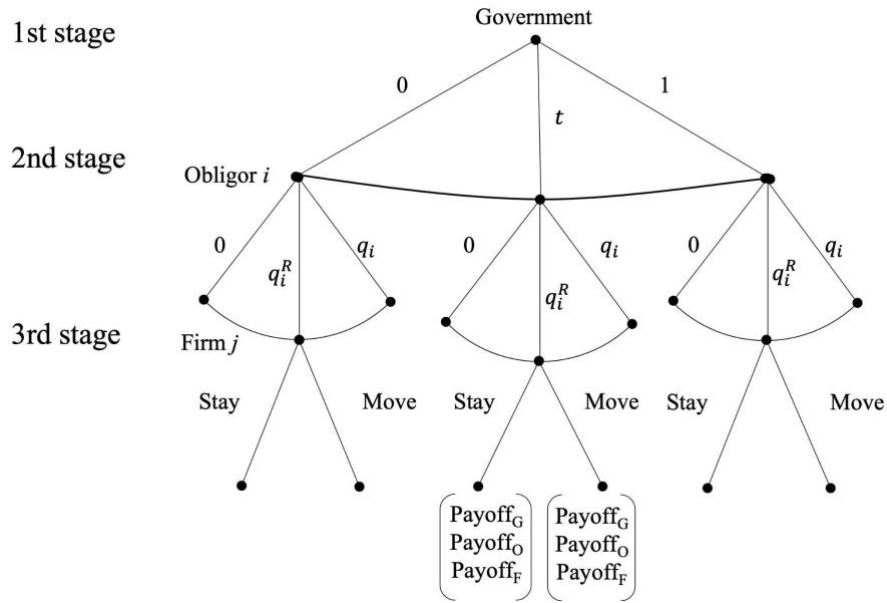 Government
1st stage
0
1
t
2nd stage
Obligor i
0
q_i
0
q_i
0
q_i
q_i^R
q_i^R
q_i^R
3rd stage
Firm j
Stay
Move
Stay
Move
Stay
Move
Payoff_G
Payoff_G
Payoff_O
Payoff_O
Payoff_F
Payoff_F